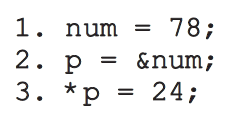 1. num = 78;
2. p = &num;
3. *p = 24;